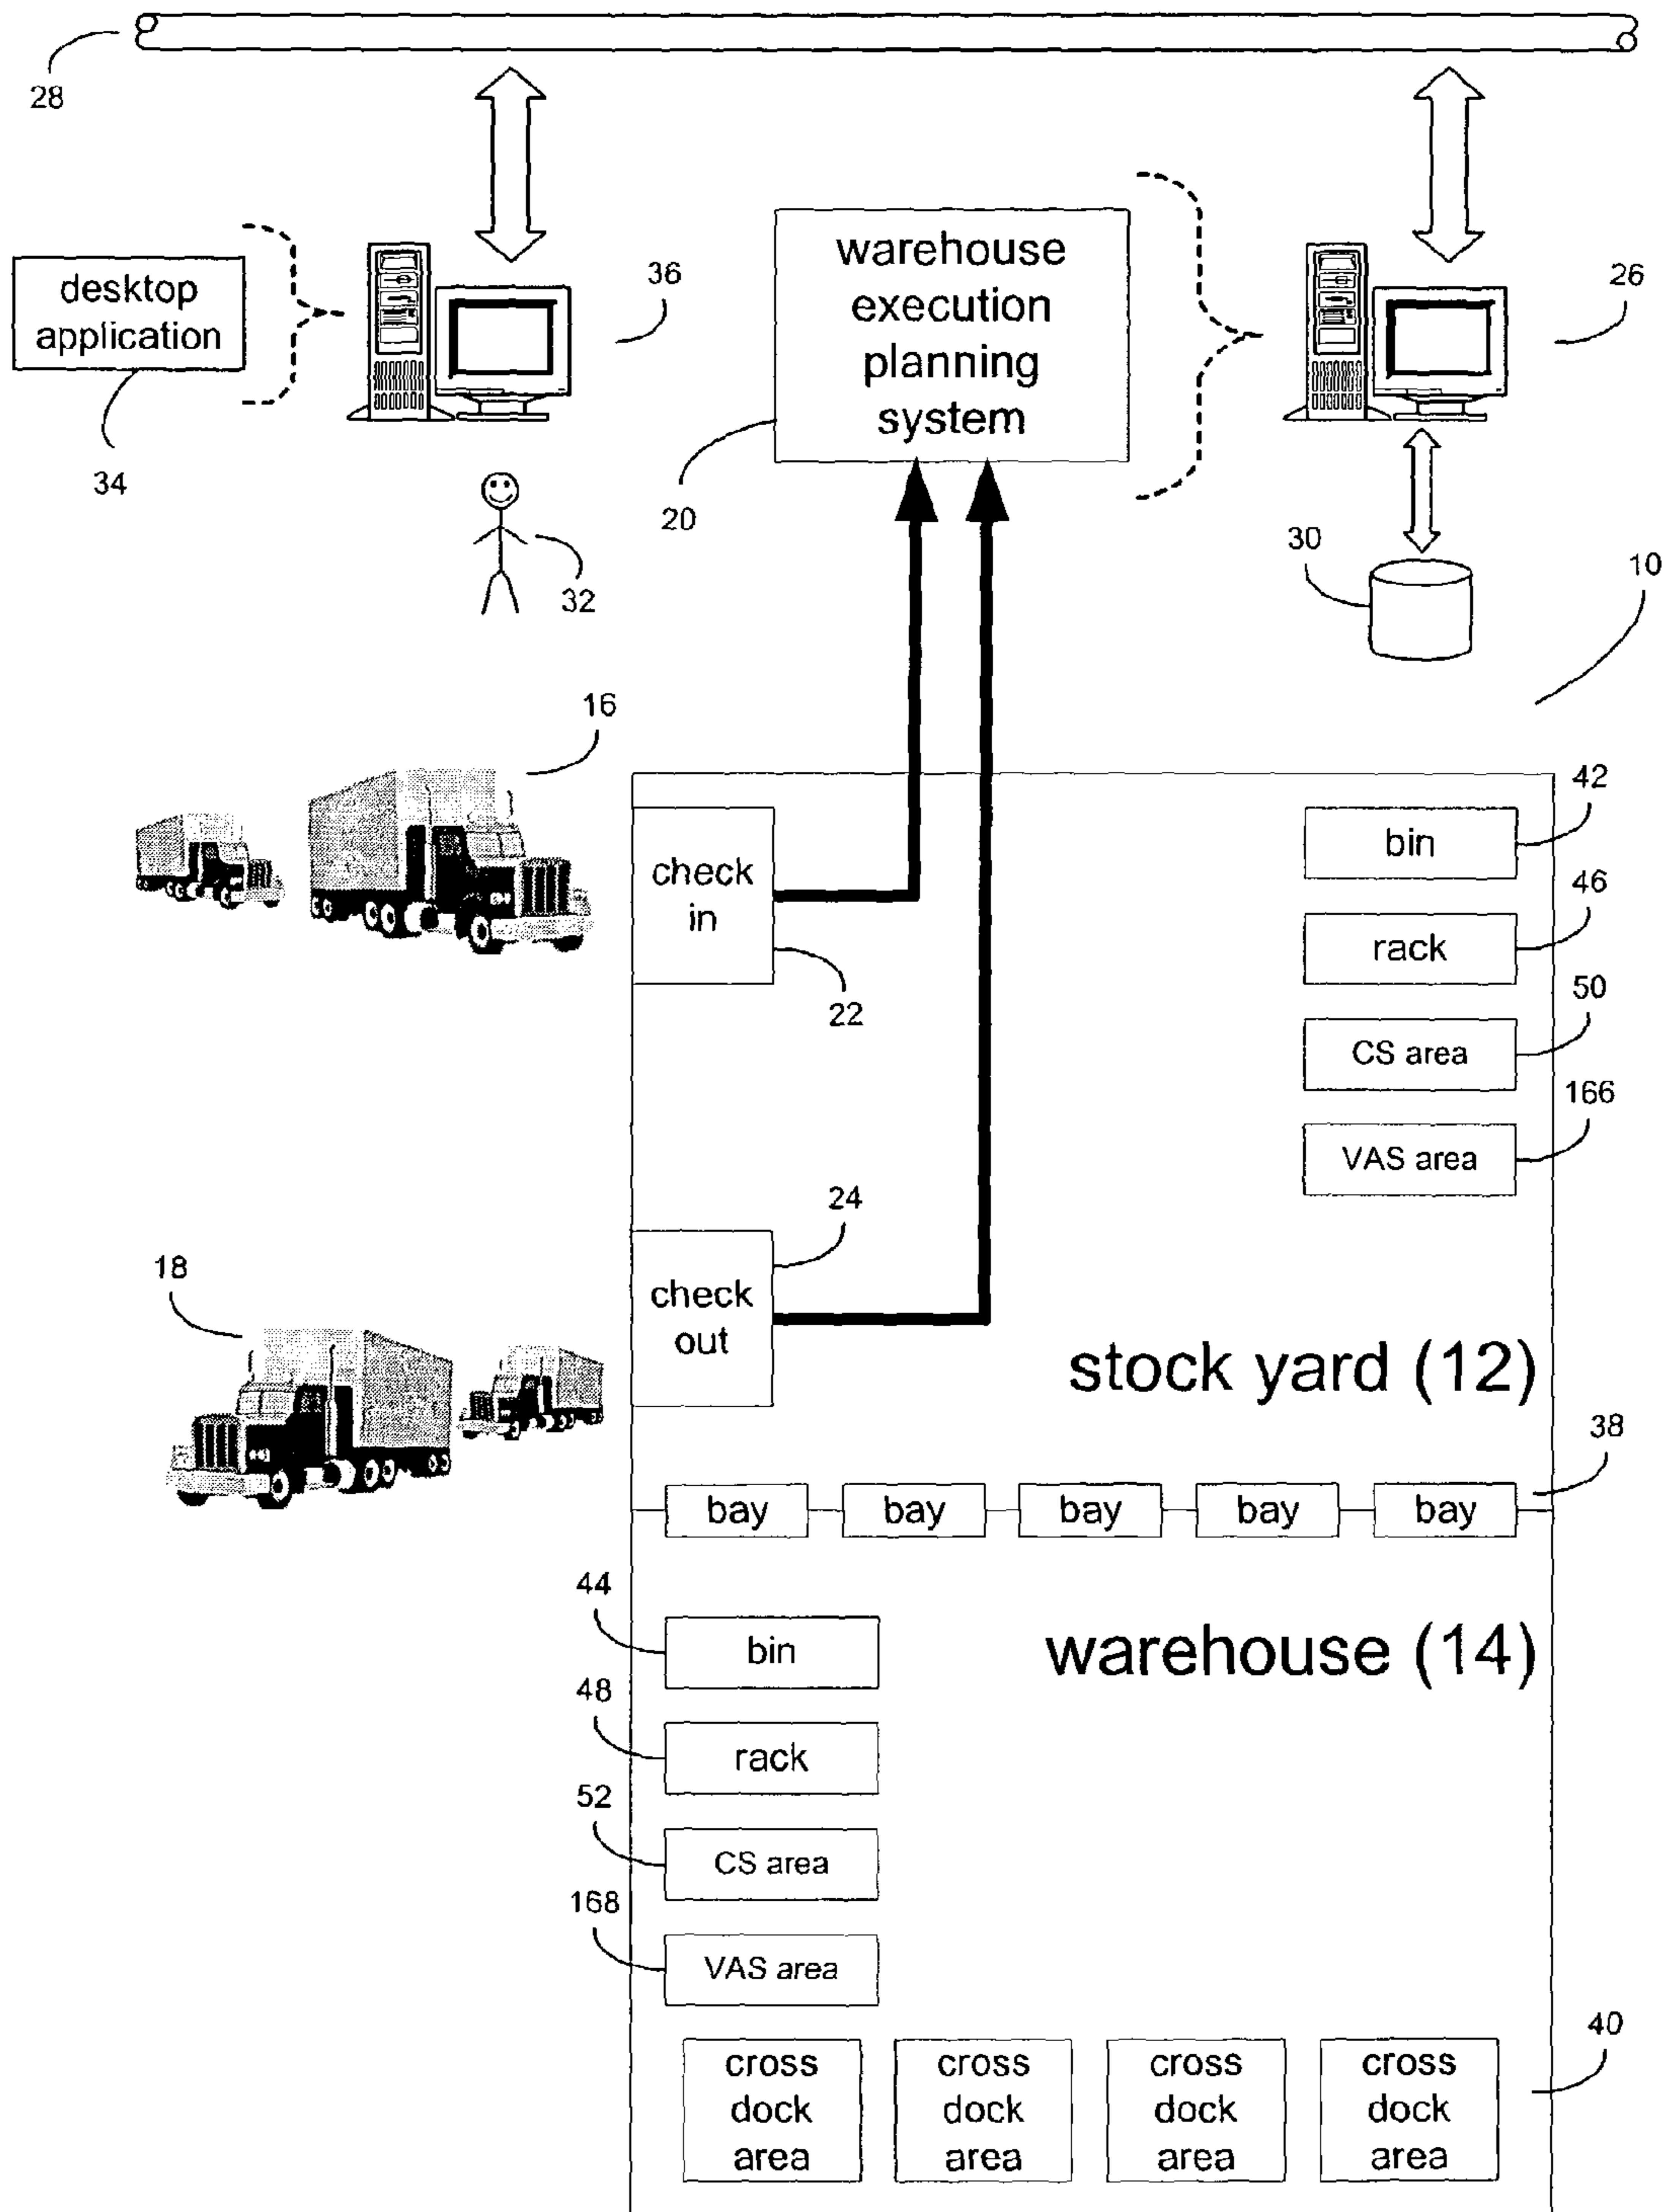 28
desktop
application
34
36
warehouse
execution
planning
system
20
26
32
30
10
16
42
check
in
22
bin
46
rack
50
CS area
166
VAS area
24
18
check
out
stock yard (12)
38
bay
bay
bay
bay
bay
44
bin
warehouse (14)
48
rack
52
CS area
168
VAS area
40
cross
dock
area
cross
dock
area
cross
dock
area
cross
dock
area